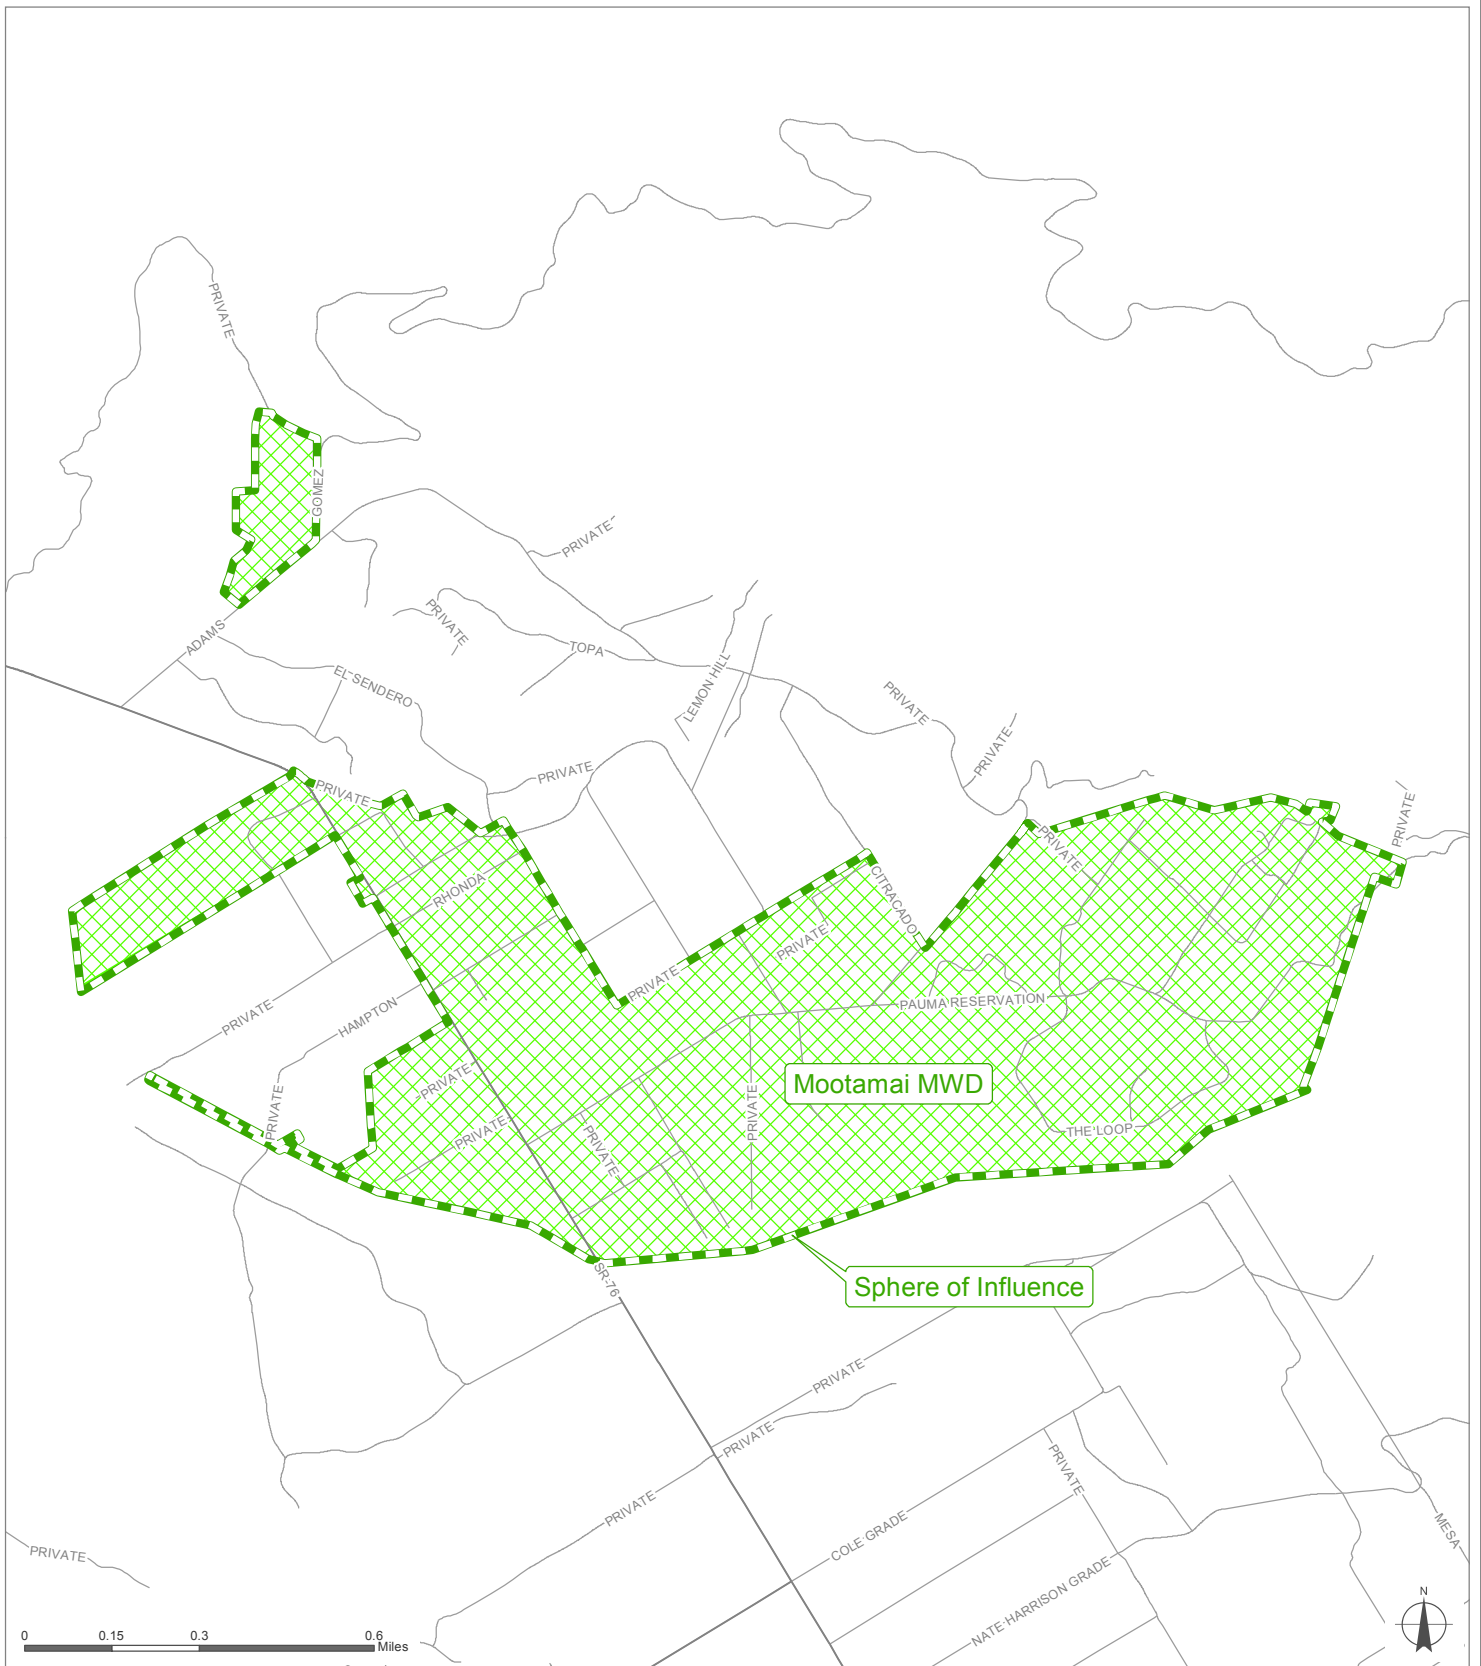 PRIVATE
GOMEZ
PRIVATE
PRIVATE
ADAMS
TOPA
EL SENDERO
LEMON HILL
PRIVATE
PRIVATE
PRIVATE
PRIVATE
PRIVATE
PRIVATE
RHONDA
CITRACADO
PRIVATE
PRIVATE
PRIVATE
HAMPTON
PAUMA RESERVATION
PRIVATE
Mootamai MWD
PRIVATE
PRIVATE
PRIVATE
PRIVATE
THE LOOP
SR-76
Sphere of Influence
PRIVATE
PRIVATE
PRIVATE
PRIVATE
COLE GRADE
MESA
PRIVATE
NATE HARRISON GRADE
N
0 0.15 0.3 0.6
Miles